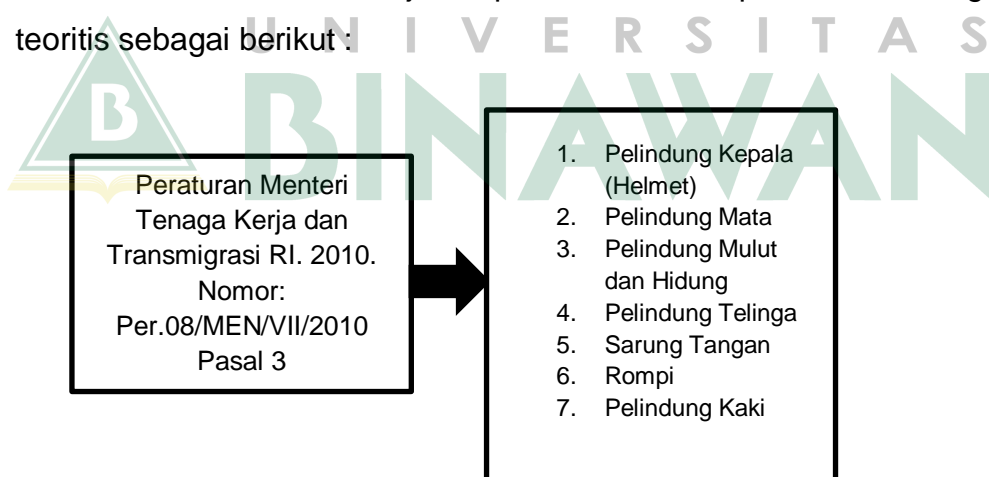 teoritis sebagai berikut :
UNIVERSITAS
B
BINAWAN
Peraturan Menteri
Tenaga Kerja dan
Transmigrasi RI. 2010.
Nomor:
Per.08/MEN/VII/2010
Pasal 3
1. Pelindung Kepala
(Helmet)
2. Pelindung Mata
3. Pelindung Mulut
dan Hidung
4. Pelindung Telinga
5. Sarung Tangan
6. Rompi
7. Pelindung Kaki